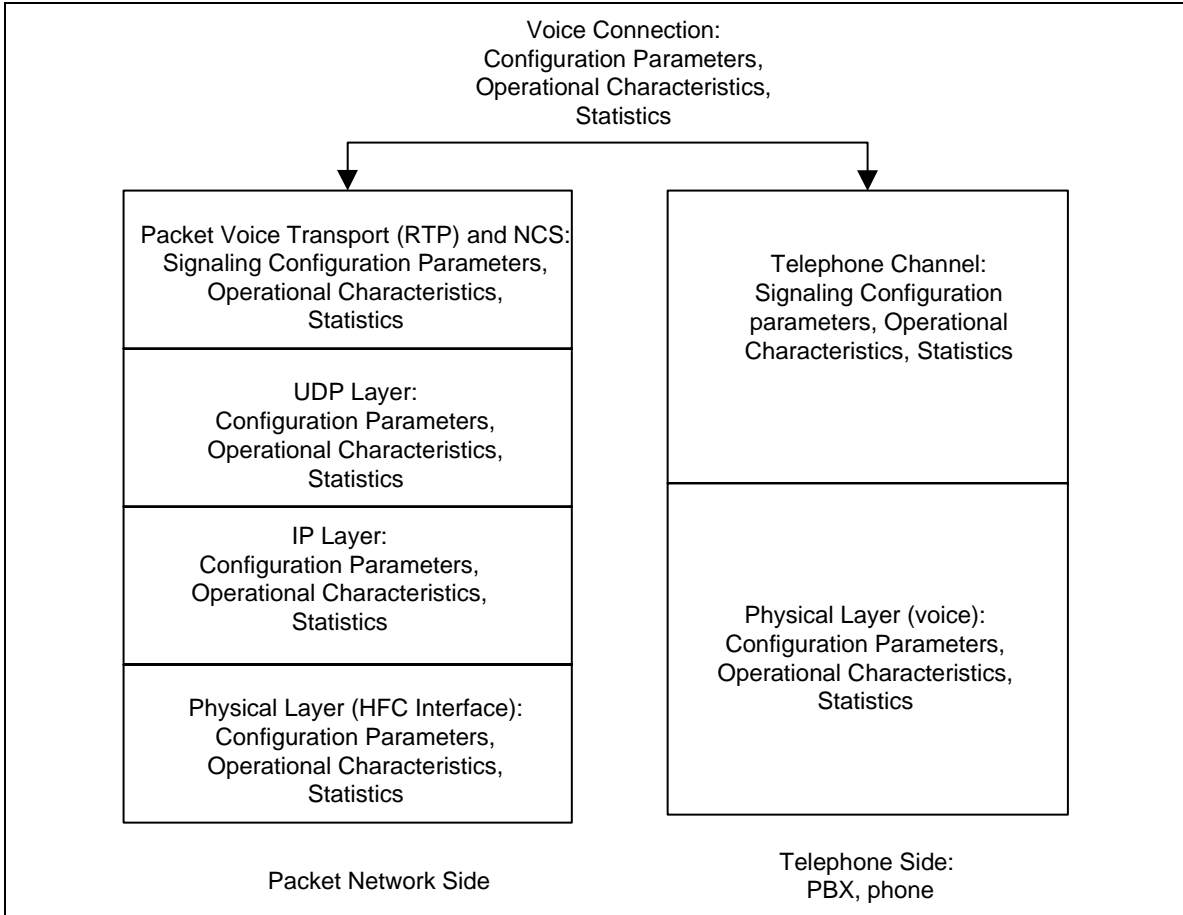 Voice Connection:
Configuration Parameters,
Operational Characteristics,
Statistics
Packet Voice Transport (RTP) and NCS:
Signaling Configuration Parameters,
Operational Characteristics,
Statistics
UDP Layer:
Configuration Parameters,
Operational Characteristics,
Statistics
IP Layer:
Configuration Parameters,
Operational Characteristics,
Statistics
Physical Layer (HFC Interface):
Configuration Parameters,
Operational Characteristics,
Statistics
Packet Network Side
Telephone Channel:
Signaling Configuration
parameters, Operational
Characteristics, Statistics
Physical Layer (voice):
Configuration Parameters,
Operational Characteristics,
Statistics
Telephone Side:
PBX, phone